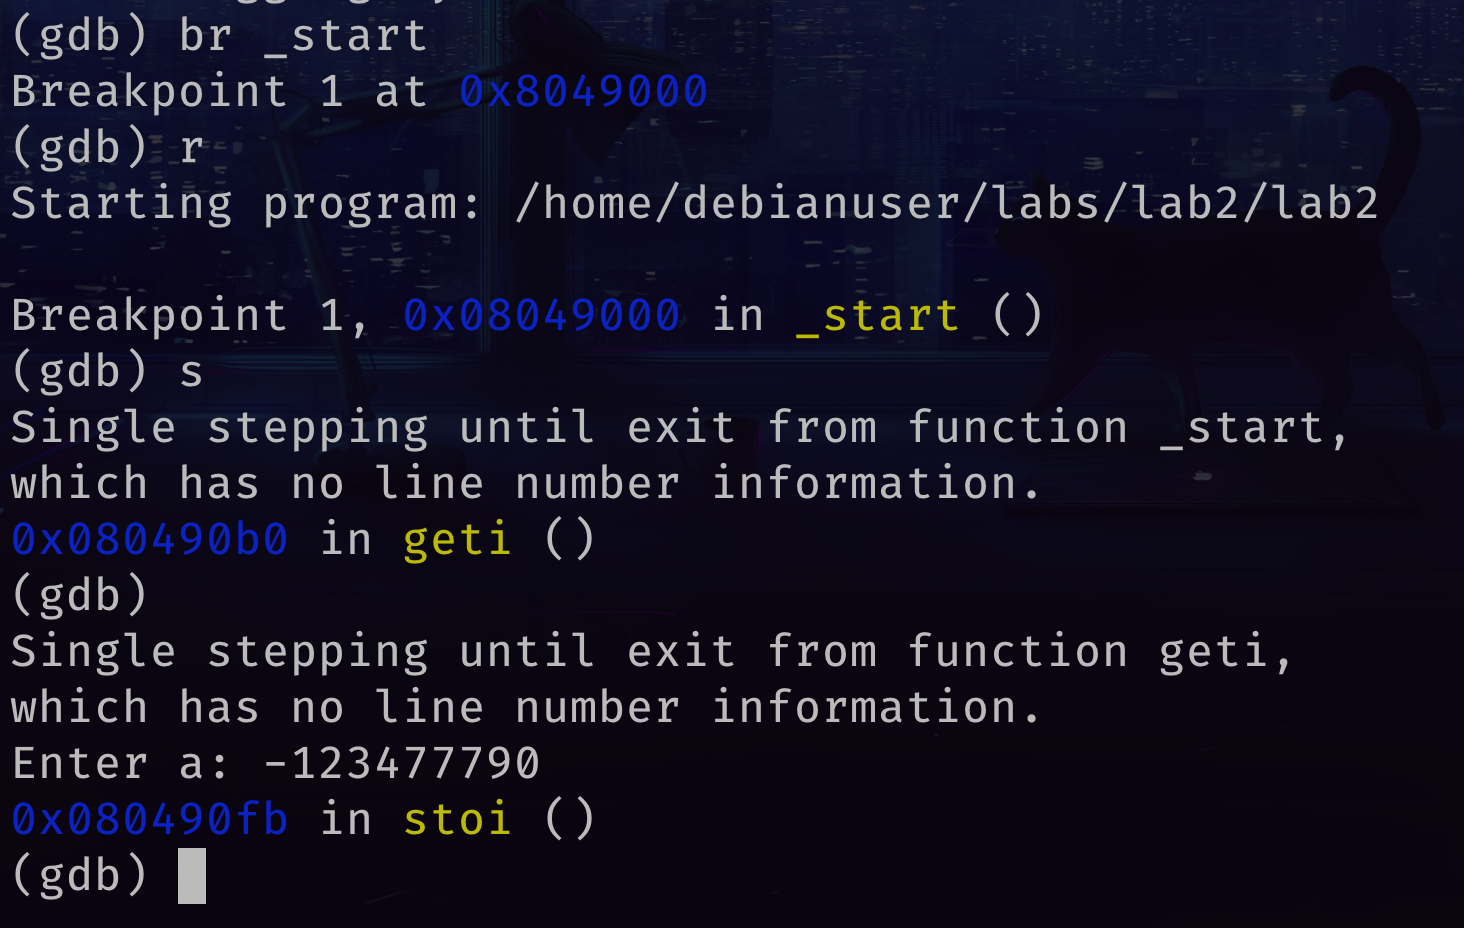 (gdb) br _start
Breakpoint 1 at 0x8049000
(gdb) r
Starting program: /home/debianuser/labs/lab2/lab2
Breakpoint 1, 0x08049000 in _start ()
(gdb) s
Single stepping until exit from function _start,
which has no line number information.
0x080490b0 in geti ()
(gdb)
Single stepping until exit from function geti,
which has no line number information.
Enter a: -123477790
0x080490fb in stoi ()
(gdb)